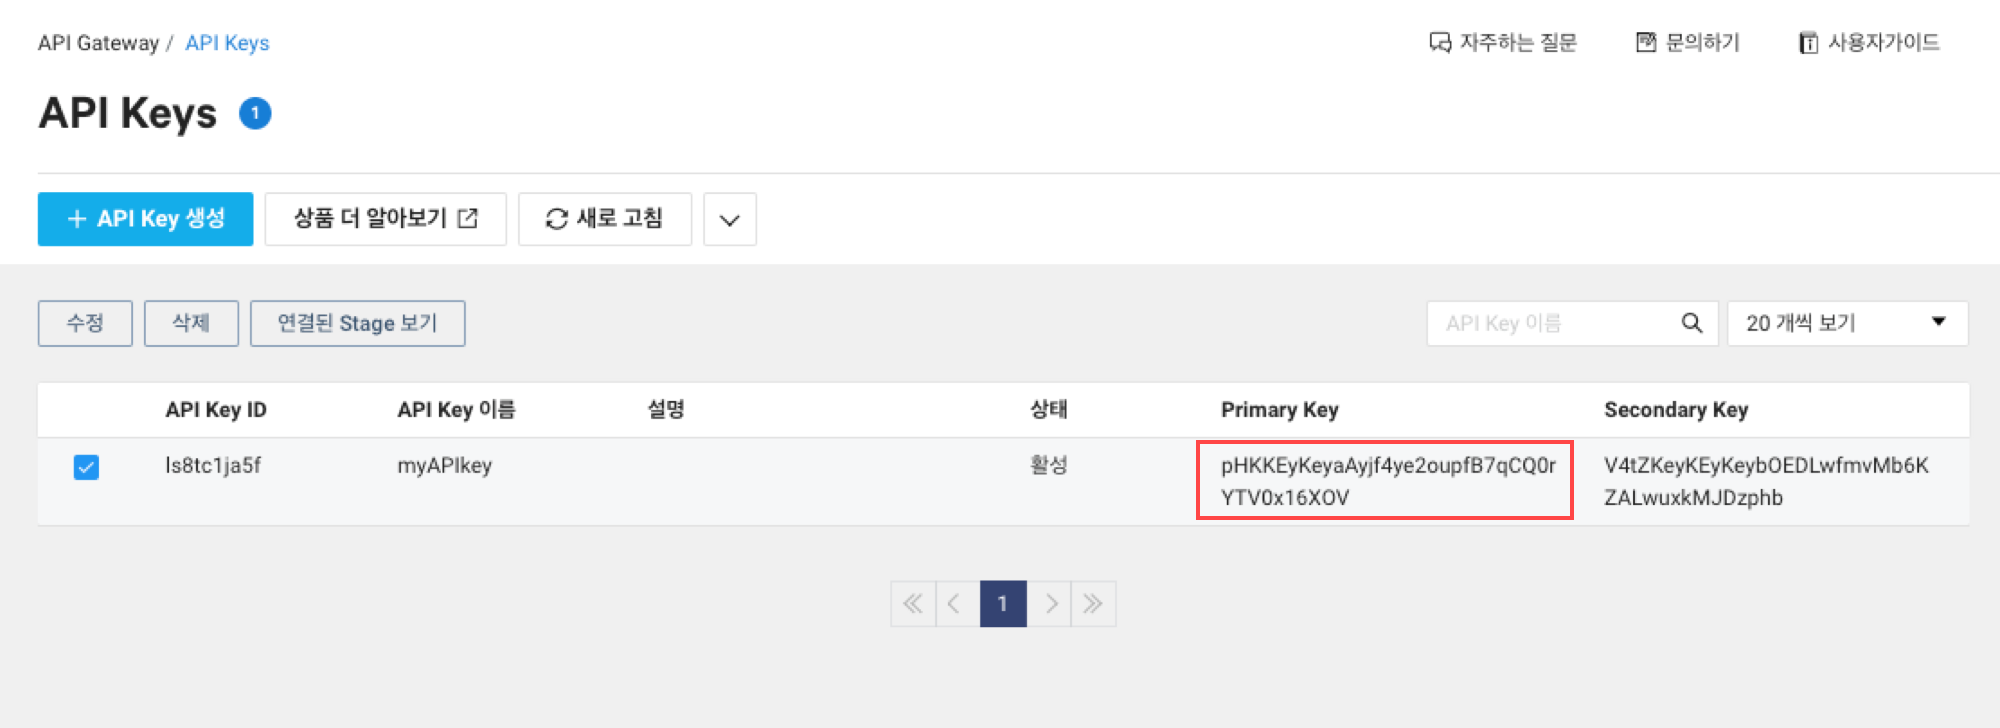 API Gateway / API Keys
자주하는 질문 문의하기 사용자가이드
API Keys 1
+ API Key 생성 상품 더 알아보기 새로 고침
수정 삭제 연결된 Stage 보기 API Key 이름 20 개씩 보기
API Key ID API Key 이름 설명 상태 Primary Key Secondary Key
ls8tc1ja5f myAPIkey 활성 pHKKEyKeyaAyjf4ye2oupfB7qCQ0r V4tZKeyKEyKeybOEDLwfmvMb6K
YTV0x16XOV ZALwuxkMJDzphb
1